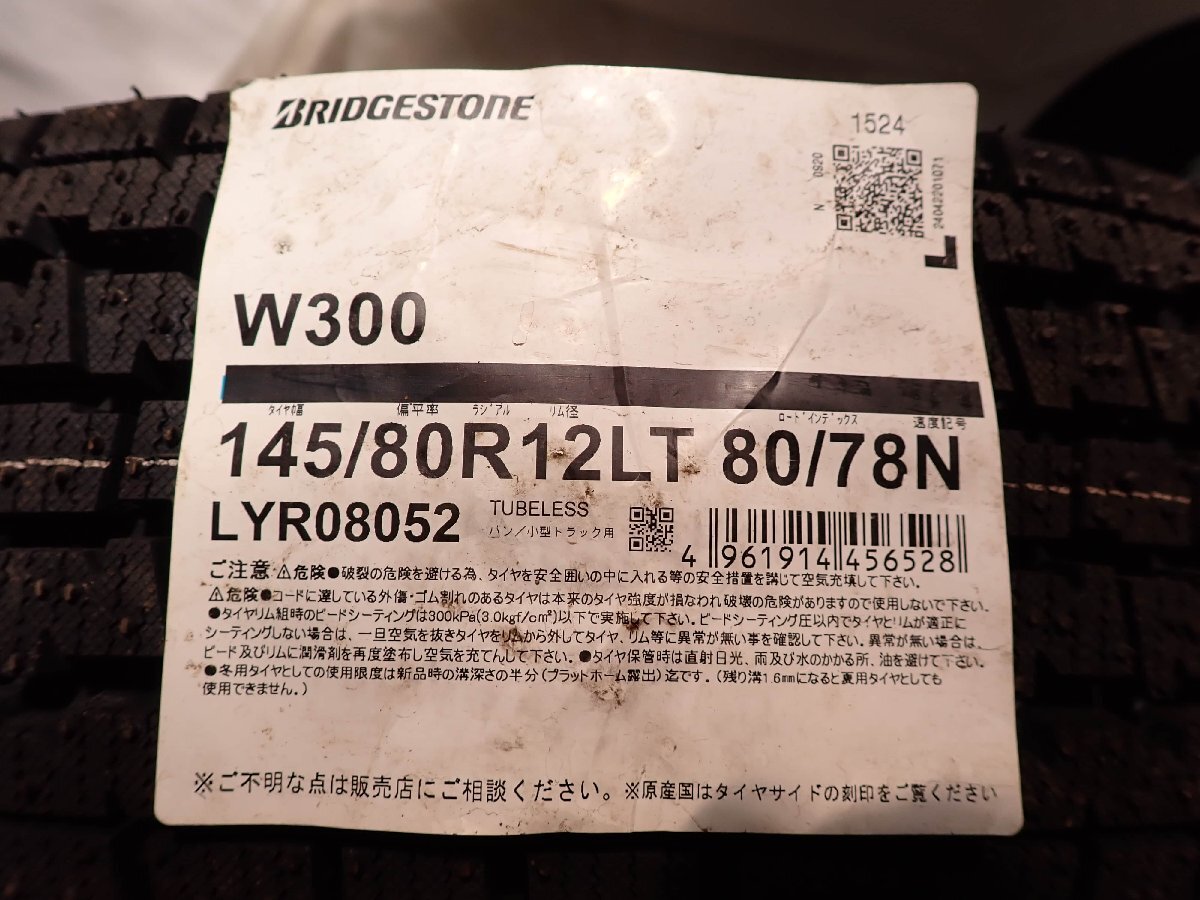 BRIDGESTONE
1524
N 0920
24042201071
L
W300
タイヤ巾 偏平率 ラジアル リム径 ロードインデックス 速度記号
145/80R12LT 80/78N
LYR08052 TUBELESS
バン/小型トラック用
4 961914 456528
ご注意 ⚠危険●破裂の危険を避ける為、タイヤを安全囲いの中に入れる等の安全措置を講じて空気充填して下さい。
⚠危険●コードに達している外傷・ゴム割れのあるタイヤは本来のタイヤ強度が損なわれ破壊の危険がありますので使用しないで下さい。
●タイヤリム組時のビードシーティングは300kPa(3.0kgf/c㎡)以下で実施して下さい。ビードシーティング圧以内でタイヤとリムが適正に
シーティングしない場合は、一旦空気を抜きタイヤをリムから外してタイヤ、リム等に異常が無い事を確認して下さい。異常が無い場合は、
ビード及びリムに潤滑剤を再度塗布し空気を充てんして下さい。●タイヤ保管時は直射日光、雨及び水のかかる所、油を避けて下さい。
●冬用タイヤとしての使用限度は新品時の溝深さの半分(プラットホーム露出)迄です。(残り溝1.6mmになると夏用タイヤとしても
使用できません。)
※ご不明な点は販売店にご相談ください。※原産国はタイヤサイドの刻印をご覧ください